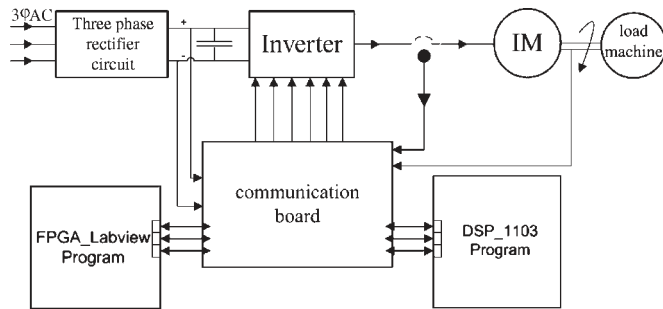 3φAC
Three phase
rectifier
circuit
+
-
Inverter
IM
load
machine
communication
board
FPGA_Labview
Program
DSP_1103
Program